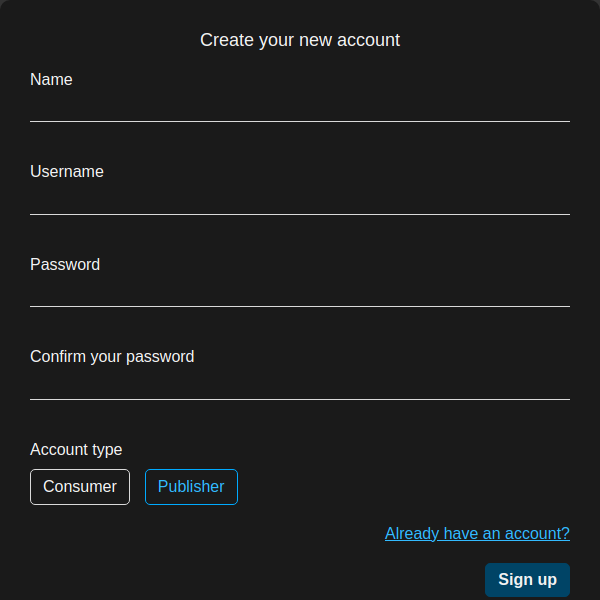 Create your new account
Name
Username
Password
Confirm your password
Account type
Consumer Publisher
Already have an account?
Sign up